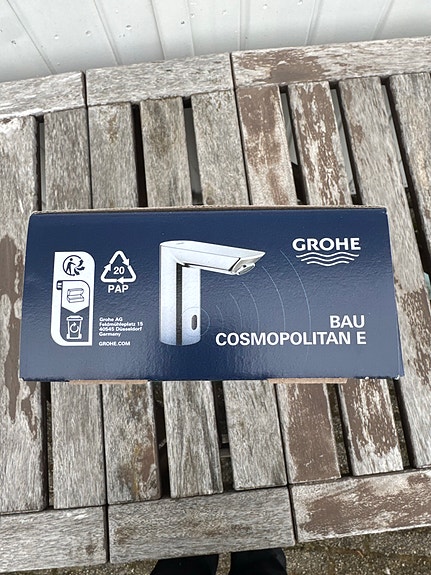 GROHE
20
PAP
Grohe AG
Feldmühleplatz 15
40545 Düsseldorf
Germany
GROHE.COM
BAU
COSMOPOLITAN E